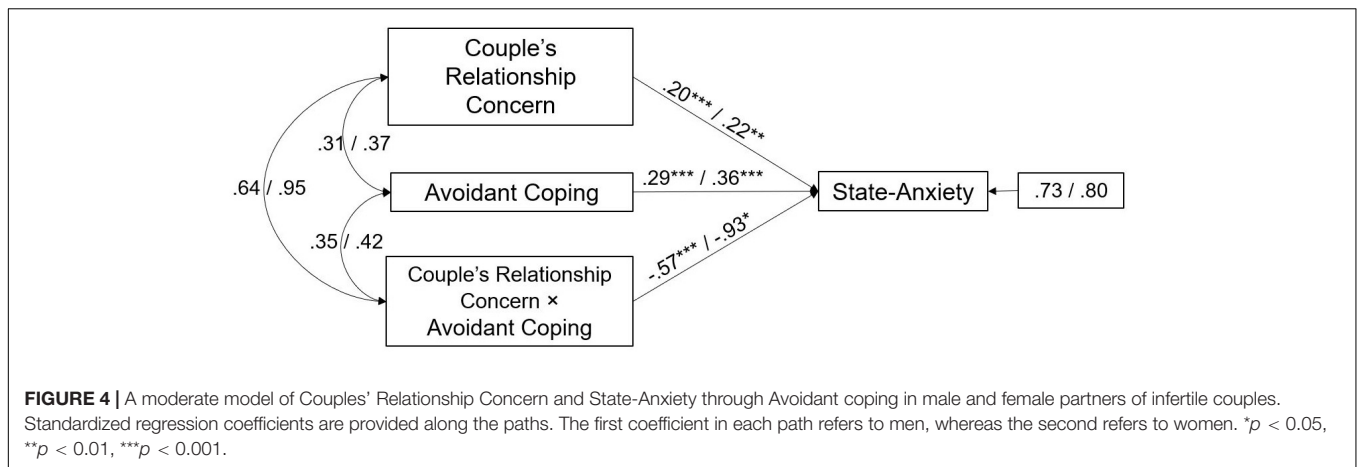 Couple's
Relationship
Concern
.20*** / .22**
.31 / .37
.64 / .95
Avoidant Coping
.29*** / .36***
State-Anxiety
.73 / .80
.35 / .42
-.57*** / -.93*
Couple's Relationship
Concern ×
Avoidant Coping
FIGURE 4 | A moderate model of Couples' Relationship Concern and State-Anxiety through Avoidant coping in male and female partners of infertile couples.
Standardized regression coefficients are provided along the paths. The first coefficient in each path refers to men, whereas the second refers to women. *p < 0.05,
**p < 0.01, ***p < 0.001.